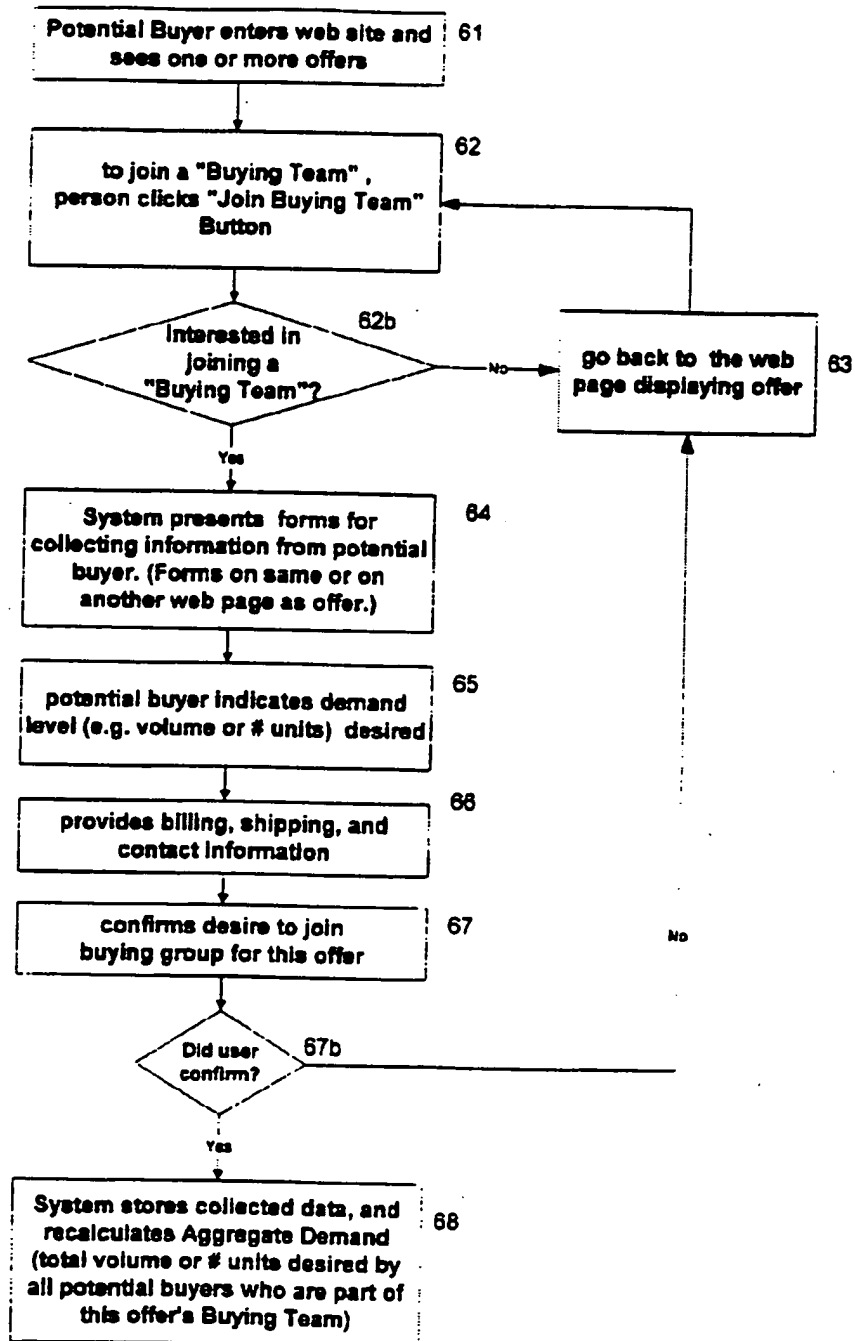 Potential Buyer enters web site and
sees one or more offers
61
to join a "Buying Team" ,
person clicks "Join Buying Team"
Button
62
Interested in
joining a
"Buying Team"?
62b
No
go back to the web
page displaying offer
63
Yes
System presents forms for
collecting information from potential
buyer. (Forms on same or on
another web page as offer.)
64
potential buyer indicates demand
level (e.g. volume or # units) desired
65
provides billing, shipping, and
contact information
66
confirms desire to join
buying group for this offer
67
Did user
confirm?
67b
No
Yes
System stores collected data, and
recalculates Aggregate Demand
(total volume or # units desired by
all potential buyers who are part of
this offer's Buying Team)
68